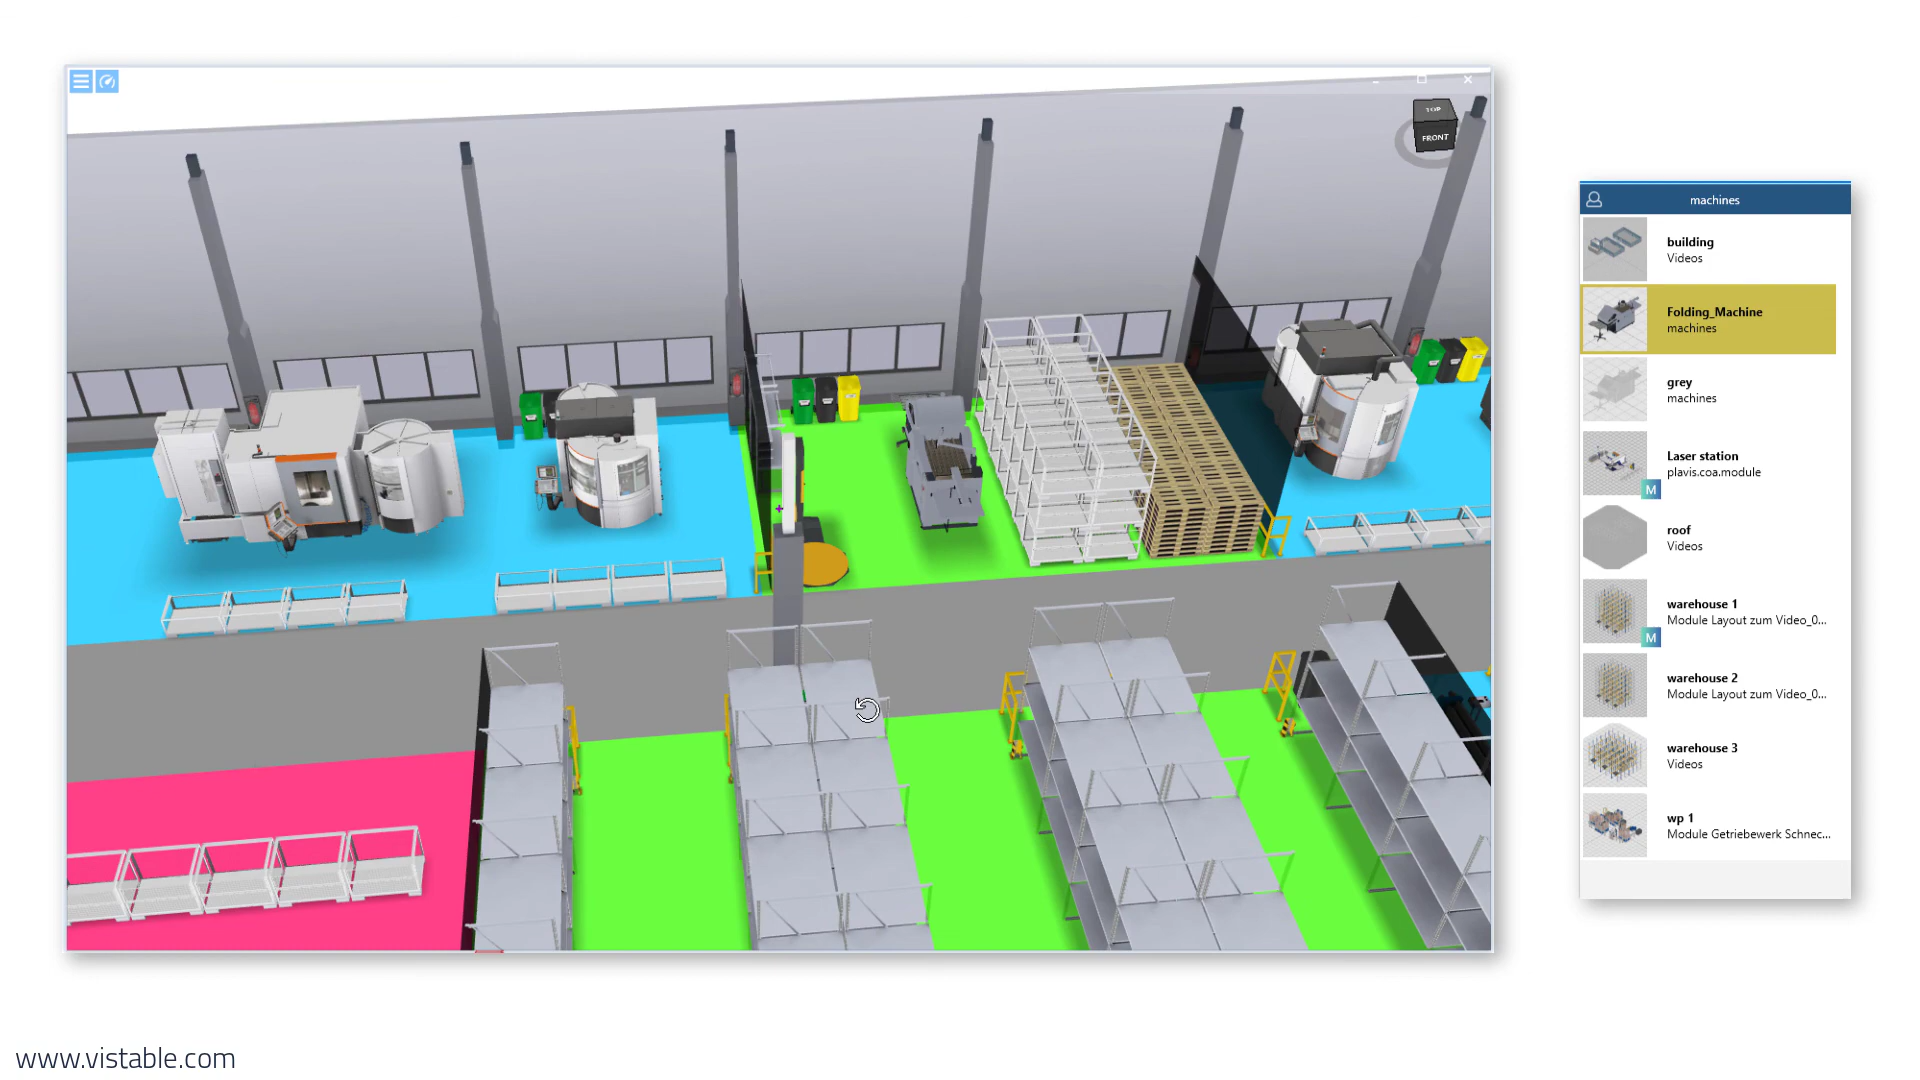 TOP
FRONT
machines
building
Videos
Folding_Machine
machines
grey
machines
Laser station
plavis.coa.module
M
roof
Videos
warehouse 1
Module Layout zum Video_0...
M
warehouse 2
Module Layout zum Video_0...
warehouse 3
Videos
wp 1
Module Getriebewerk Schnec...
www.vistable.com